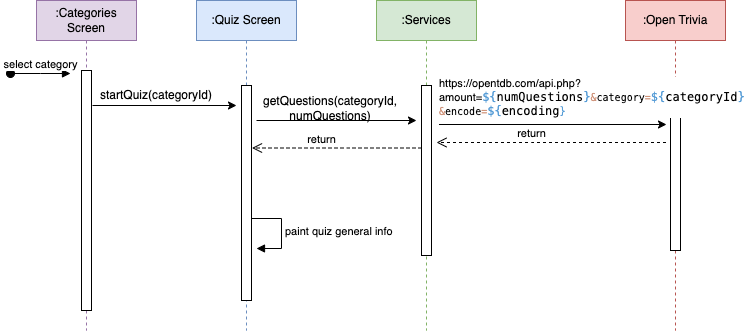 :Categories
Screen
:Quiz Screen
:Services
:Open Trivia
select category
startQuiz(categoryId)
getQuestions(categoryId,
numQuestions)
https://opentdb.com/api.php?
amount=${numQuestions}&category=${categoryId}
&encode=${encoding}
return
return
paint quiz general info